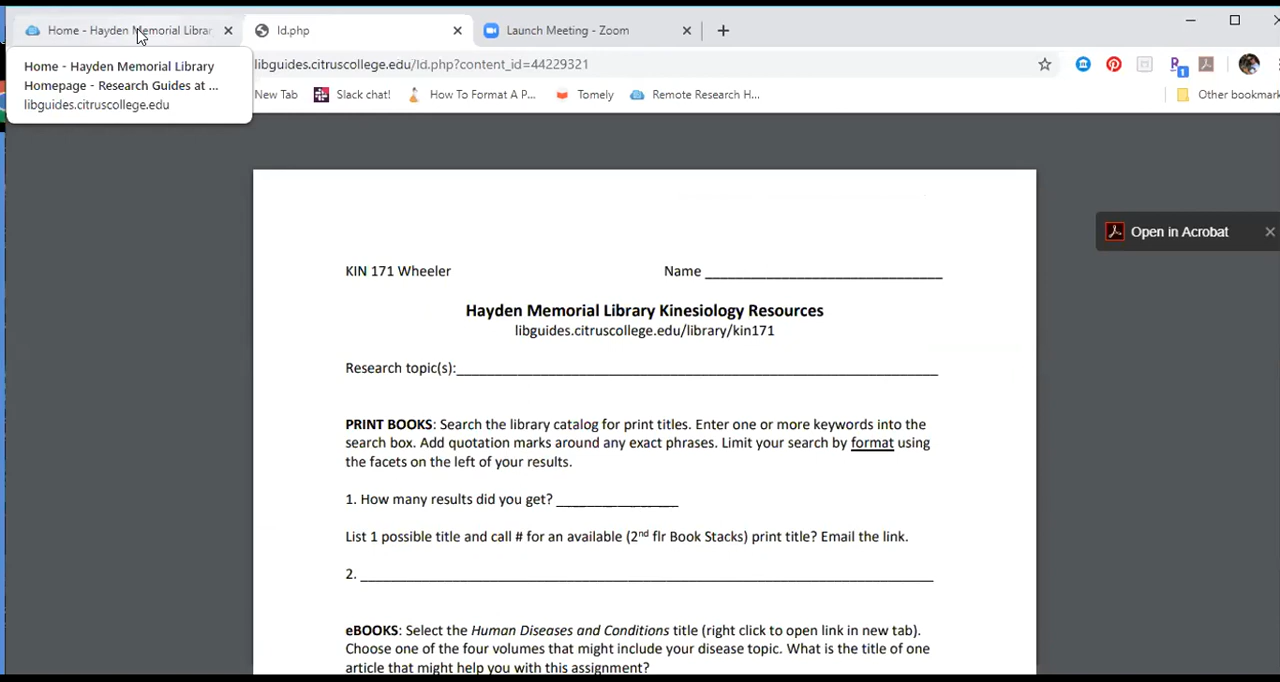 Home - Hayden Memorial Librar
ld.php
Launch Meeting - Zoom
Home - Hayden Memorial Library
Homepage - Research Guides at ...
libguides.citruscollege.edu
libguides.citruscollege.edu/ld.php?content_id=44229321
1
New Tab
Slack chat!
How To Format A P...
Tomely
Remote Research H...
Other bookmark
Open in Acrobat
KIN 171 Wheeler
Name _______________________________
Hayden Memorial Library Kinesiology Resources
libguides.citruscollege.edu/library/kin171
Research topic(s):_______________________________________________________________
PRINT BOOKS: Search the library catalog for print titles. Enter one or more keywords into the
search box. Add quotation marks around any exact phrases. Limit your search by format using
the facets on the left of your results.
1. How many results did you get? ________________
List 1 possible title and call # for an available (2nd flr Book Stacks) print title? Email the link.
2. ___________________________________________________________________________
eBOOKS: Select the Human Diseases and Conditions title (right click to open link in new tab).
Choose one of the four volumes that might include your disease topic. What is the title of one
article that might help you with this assignment?